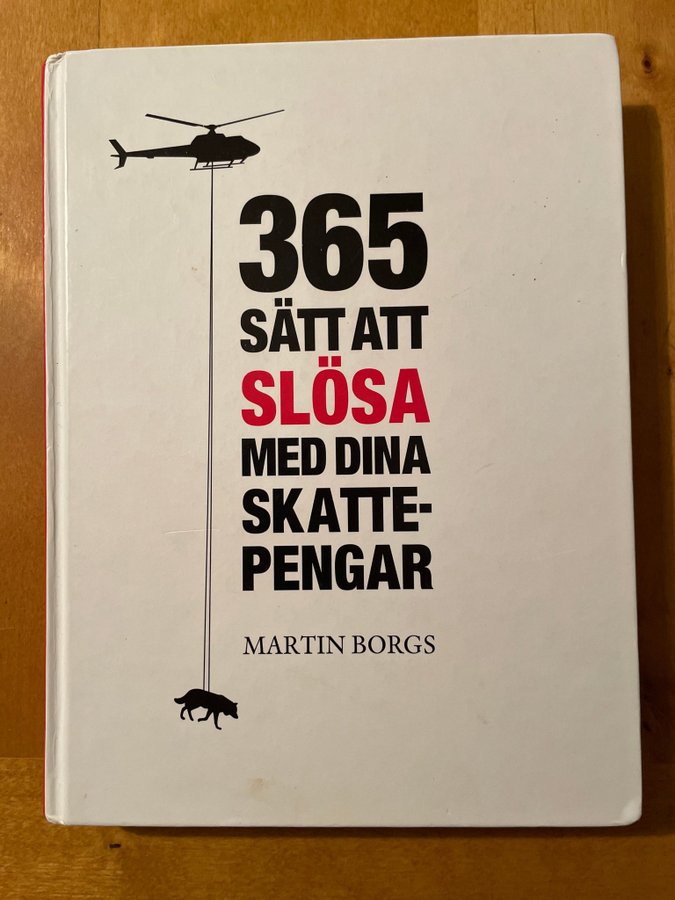 365
SÄTT ATT
SLÖSA
MED DINA
SKATTE-
PENGAR
MARTIN BORGS